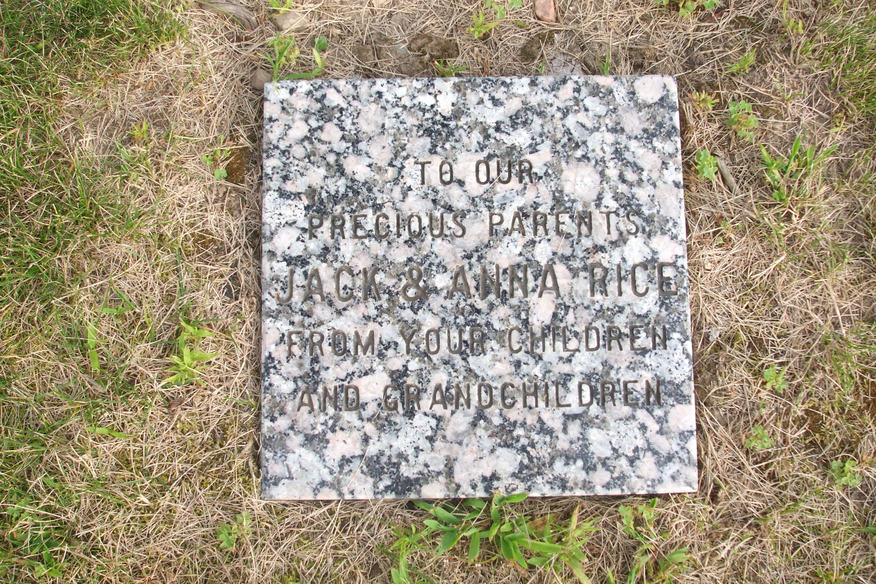 TO OUR
PRECIOUS PARENTS
JACK & ANNA RICE
FROM YOUR CHILDREN
AND GRANDCHILDREN